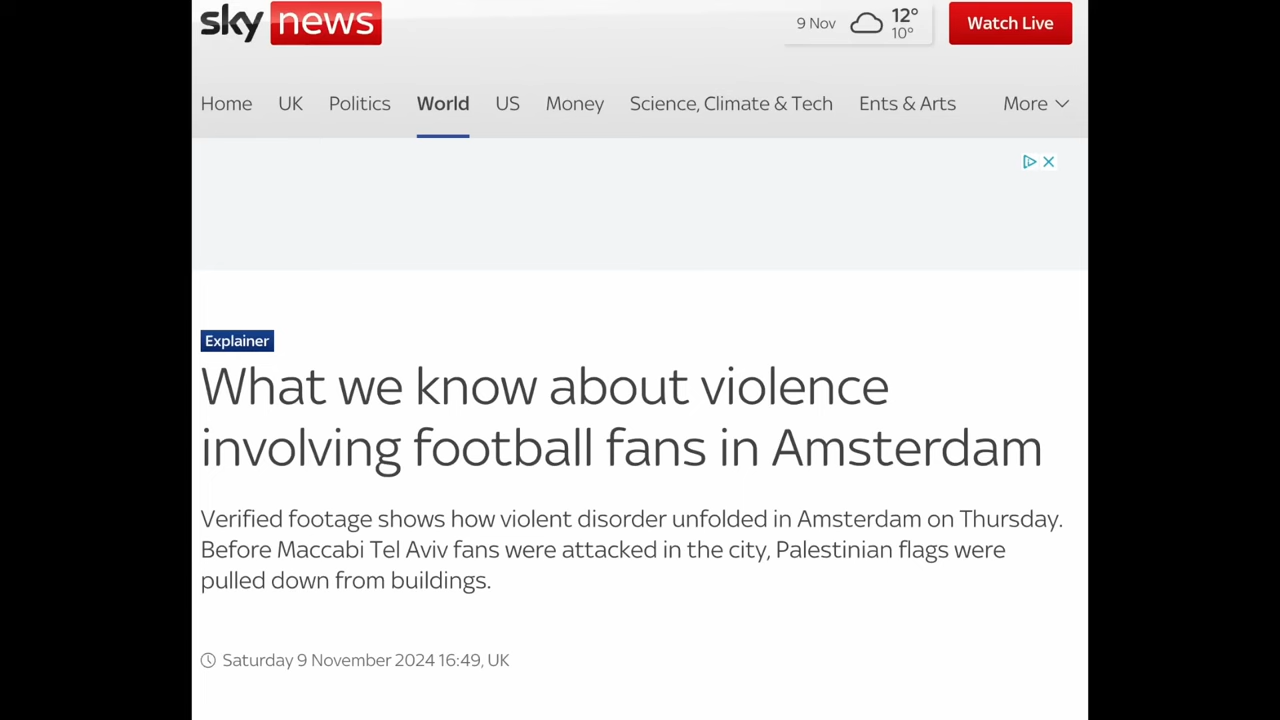 sky news
9 Nov 12° 10° Watch Live
Home UK Politics World US Money Science, Climate & Tech Ents & Arts More
Explainer
What we know about violence
involving football fans in Amsterdam
Verified footage shows how violent disorder unfolded in Amsterdam on Thursday.
Before Maccabi Tel Aviv fans were attacked in the city, Palestinian flags were
pulled down from buildings.
Saturday 9 November 2024 16:49, UK